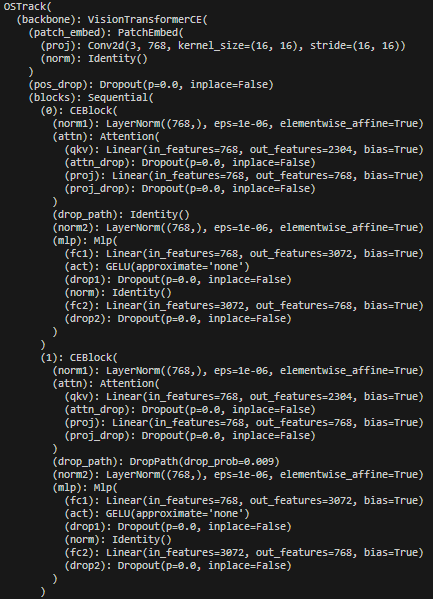 OSTrack(
  (backbone): VisionTransformerCE(
    (patch_embed): PatchEmbed(
      (proj): Conv2d(3, 768, kernel_size=(16, 16), stride=(16, 16))
      (norm): Identity()
    )
    (pos_drop): Dropout(p=0.0, inplace=False)
    (blocks): Sequential(
      (0): CEBlock(
        (norm1): LayerNorm((768,), eps=1e-06, elementwise_affine=True)
        (attn): Attention(
          (qkv): Linear(in_features=768, out_features=2304, bias=True)
          (attn_drop): Dropout(p=0.0, inplace=False)
          (proj): Linear(in_features=768, out_features=768, bias=True)
          (proj_drop): Dropout(p=0.0, inplace=False)
        )
        (drop_path): Identity()
        (norm2): LayerNorm((768,), eps=1e-06, elementwise_affine=True)
        (mlp): Mlp(
          (fc1): Linear(in_features=768, out_features=3072, bias=True)
          (act): GELU(approximate='none')
          (drop1): Dropout(p=0.0, inplace=False)
          (norm): Identity()
          (fc2): Linear(in_features=3072, out_features=768, bias=True)
          (drop2): Dropout(p=0.0, inplace=False)
        )
      )
      (1): CEBlock(
        (norm1): LayerNorm((768,), eps=1e-06, elementwise_affine=True)
        (attn): Attention(
          (qkv): Linear(in_features=768, out_features=2304, bias=True)
          (attn_drop): Dropout(p=0.0, inplace=False)
          (proj): Linear(in_features=768, out_features=768, bias=True)
          (proj_drop): Dropout(p=0.0, inplace=False)
        )
        (drop_path): DropPath(drop_prob=0.009)
        (norm2): LayerNorm((768,), eps=1e-06, elementwise_affine=True)
        (mlp): Mlp(
          (fc1): Linear(in_features=768, out_features=3072, bias=True)
          (act): GELU(approximate='none')
          (drop1): Dropout(p=0.0, inplace=False)
          (norm): Identity()
          (fc2): Linear(in_features=3072, out_features=768, bias=True)
          (drop2): Dropout(p=0.0, inplace=False)
        )
      )